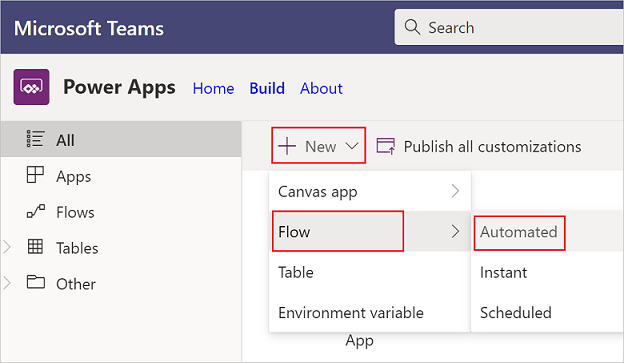 Microsoft Teams
Search
Power Apps Home Build About
All
New
Publish all customizations
Apps
Flows
Tables
Other
Canvas app
Flow
Table
Environment variable
Automated
Instant
Scheduled
App